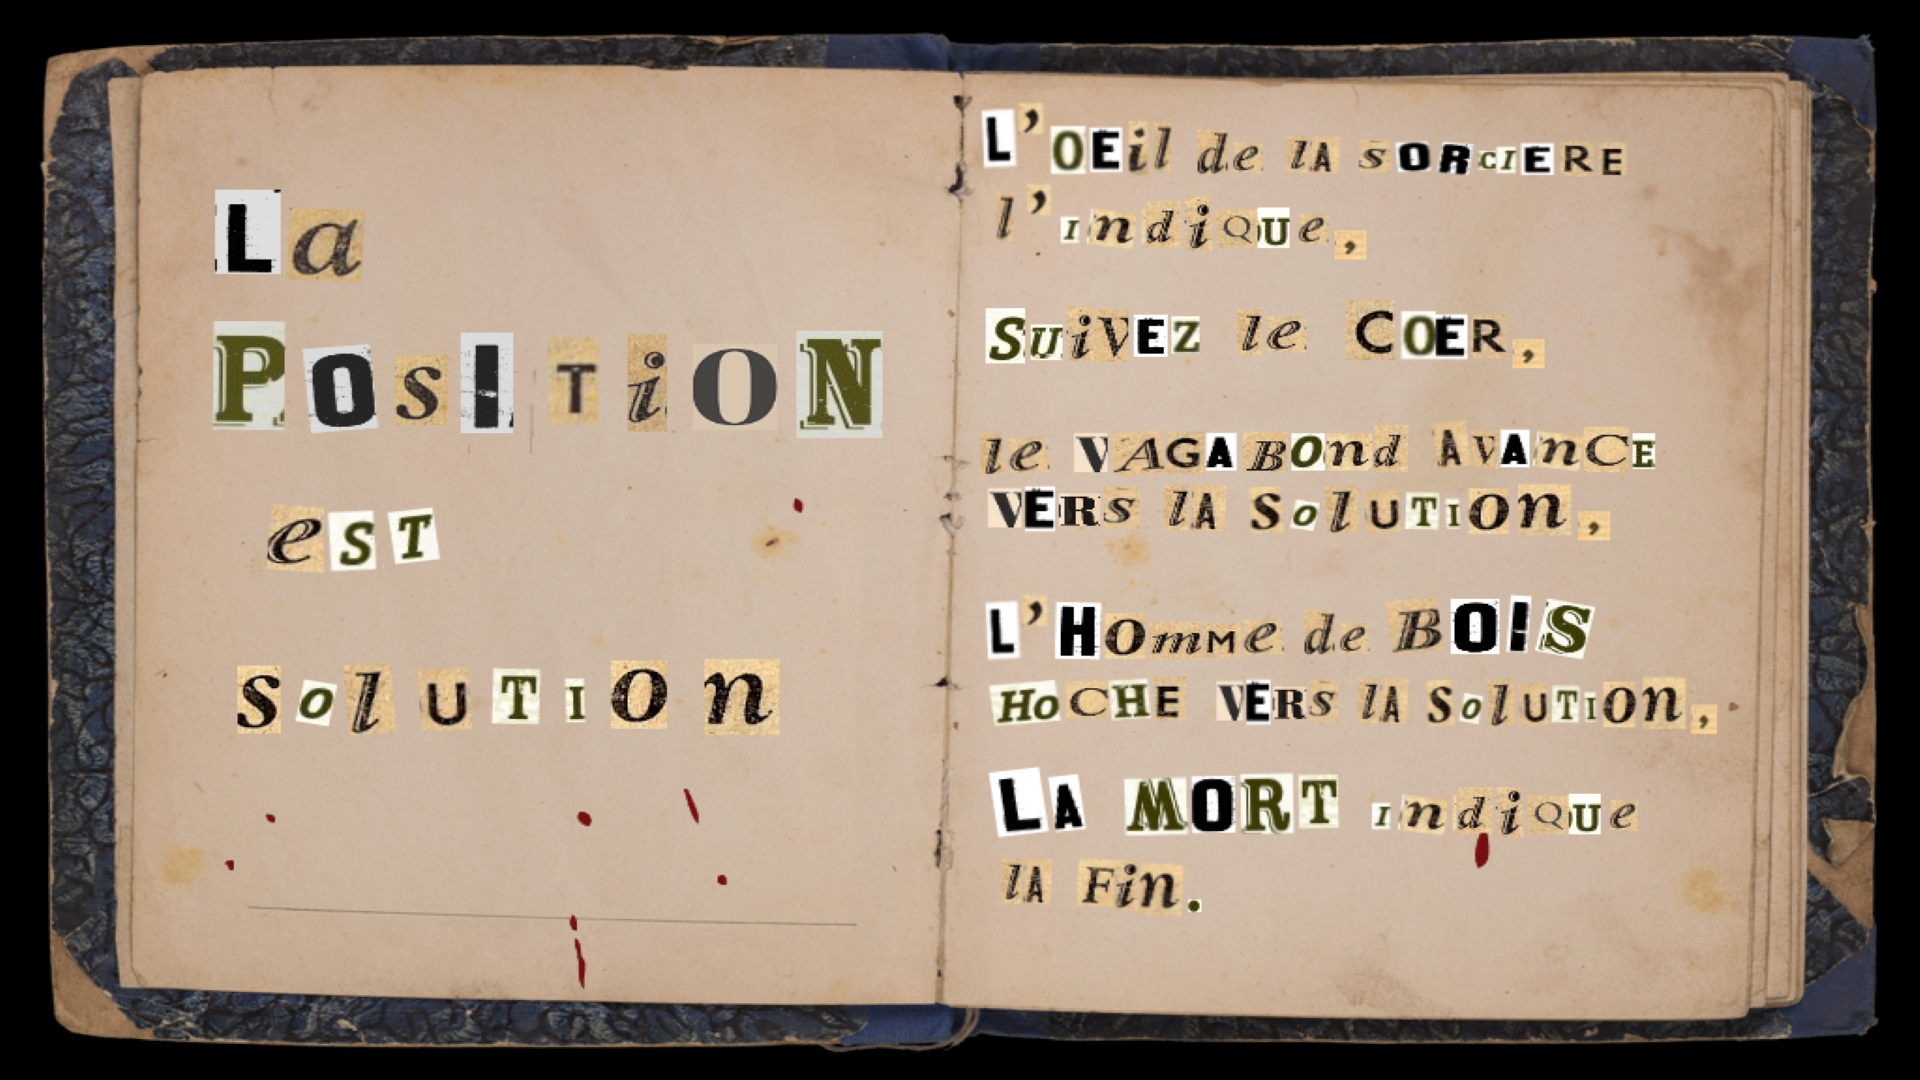 La
PosITiON
esT
solUTIon
L'OEil de lA sORcIERE
l'IndiQUe,
SUiVEZ le COER,
le VAGABOnd AVAnCE
VERs lA SolUTIon,
L'HOmMe de BOIS
HoCHE VERs lA SolUTIon,
LA MORT IndiQUe
lA Fin.